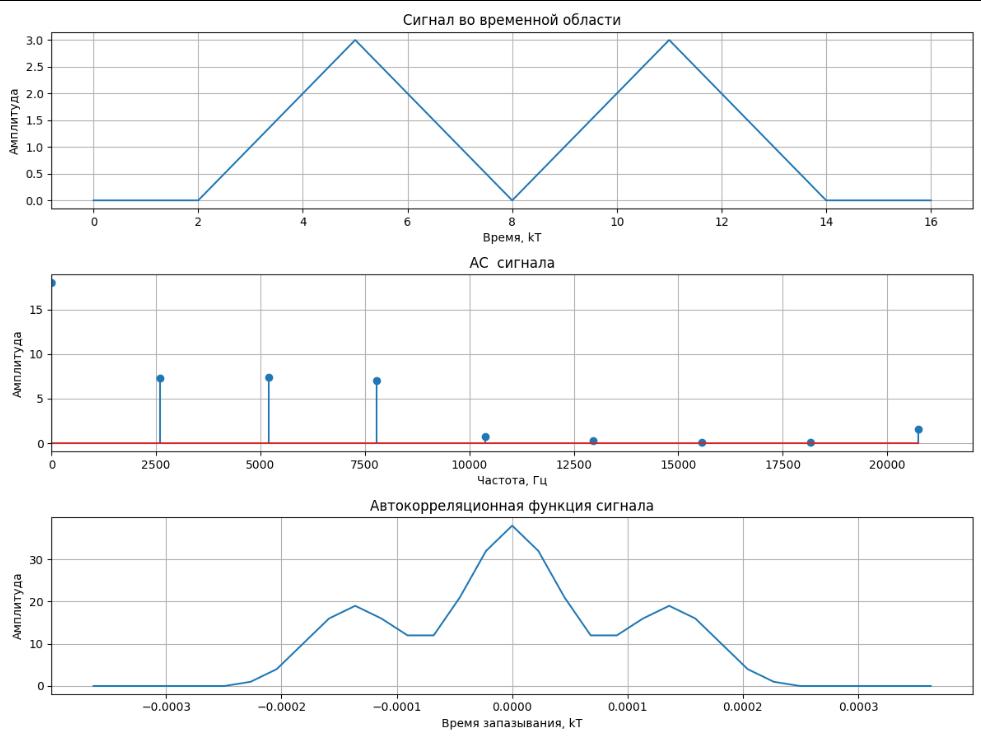 Сигнал во временной области
Амплитуда
3.0
2.5
2.0
1.5
1.0
0.5
0.0
0 2 4 6 8 10 12 14 16
Время, kT
АС  сигнала
Амплитуда
15
10
5
0
0 2500 5000 7500 10000 12500 15000 17500 20000
Частота, Гц
Автокорреляционная функция сигнала
Амплитуда
30
20
10
0
−0.0003 −0.0002 −0.0001 0.0000 0.0001 0.0002 0.0003
Время запазывания, kT